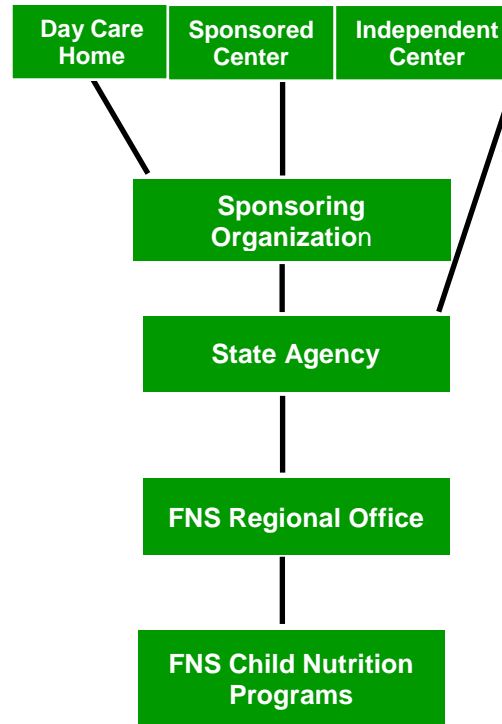 Day Care
Home
Sponsored
Center
Independent
Center
Sponsoring
Organization
State Agency
FNS Regional Office
FNS Child Nutrition
Programs